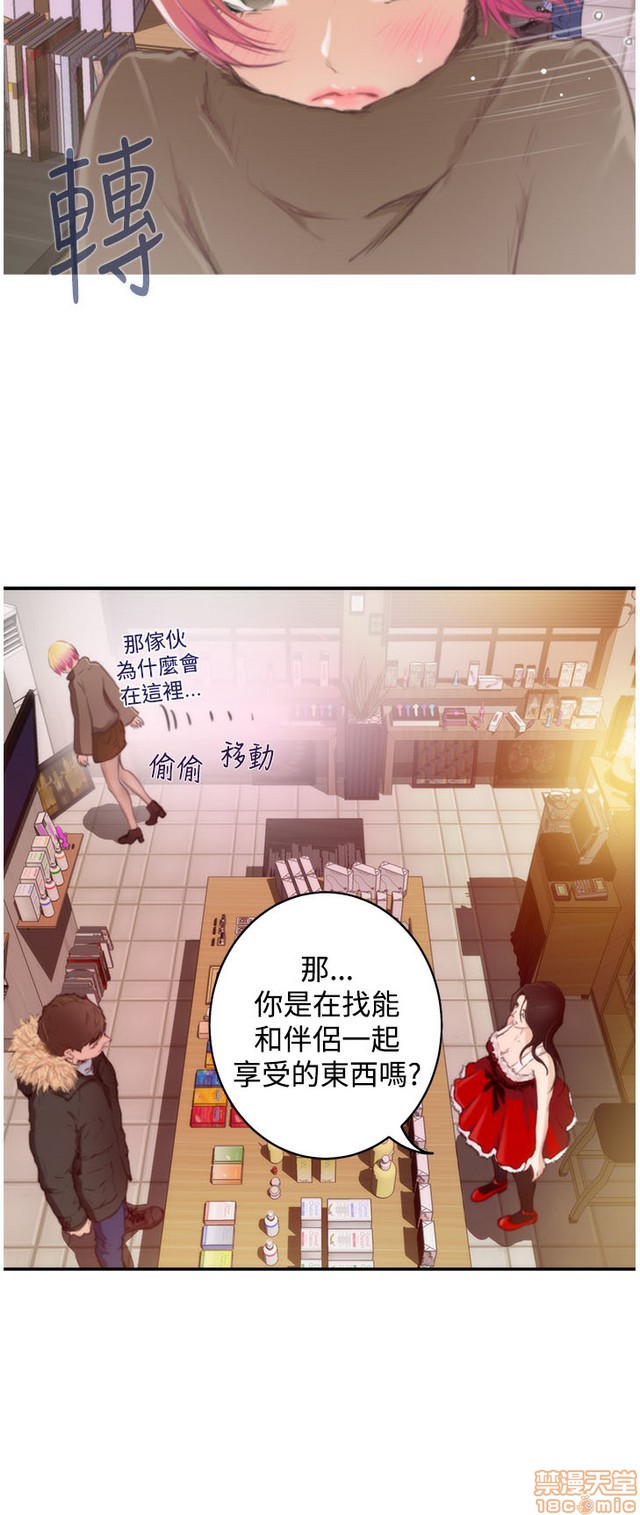 轉
那傢伙
為什麼會
在這裡...
偷偷 移動
那...
你是在找能
和伴侶一起
享受的東西嗎?
禁漫天堂
18comic